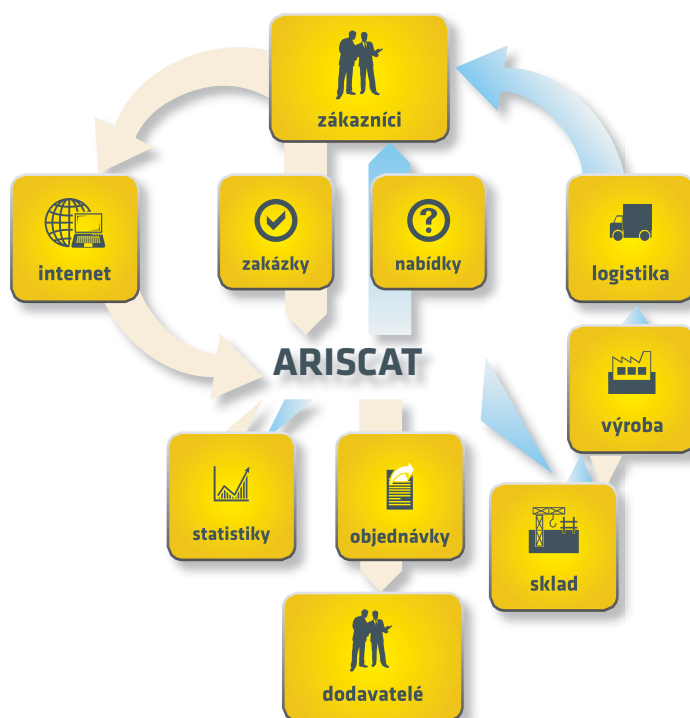 zákazníci
internet
zakázky
nabídky
logistika
ARISCAT
výroba
statistiky
objednávky
sklad
dodavatelé